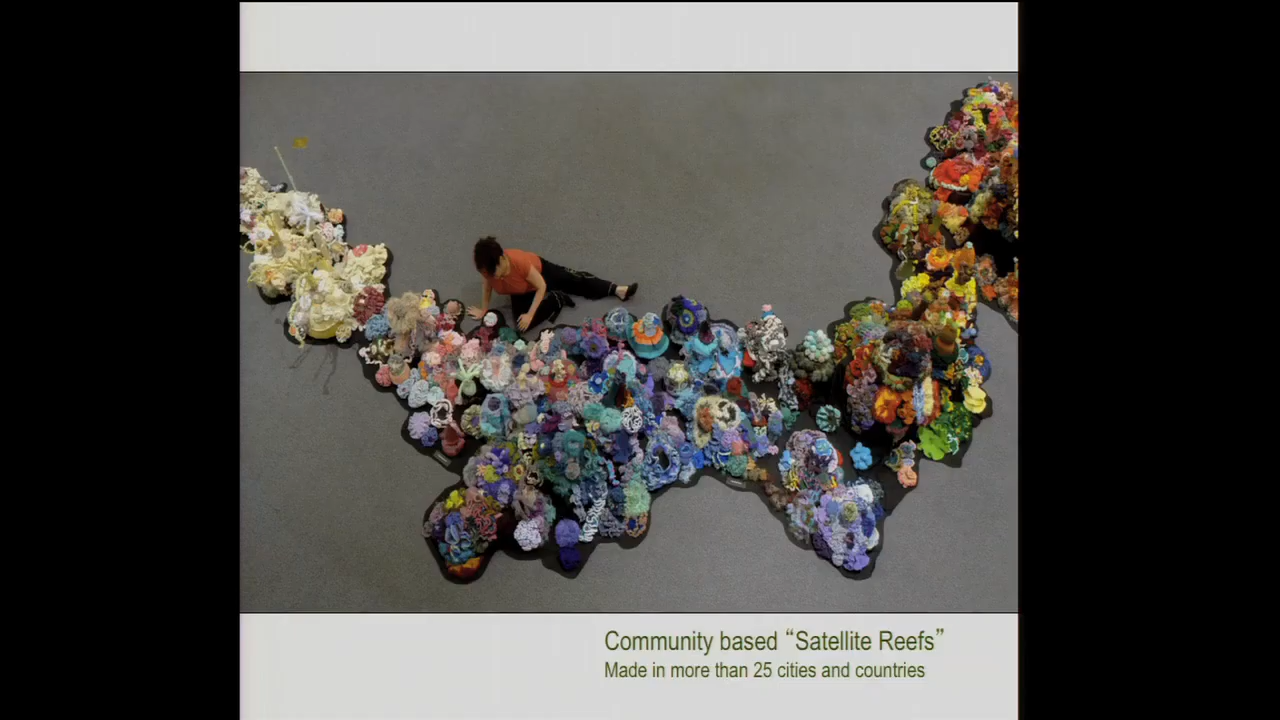 Community based “Satellite Reefs”
Made in more than 25 cities and countries